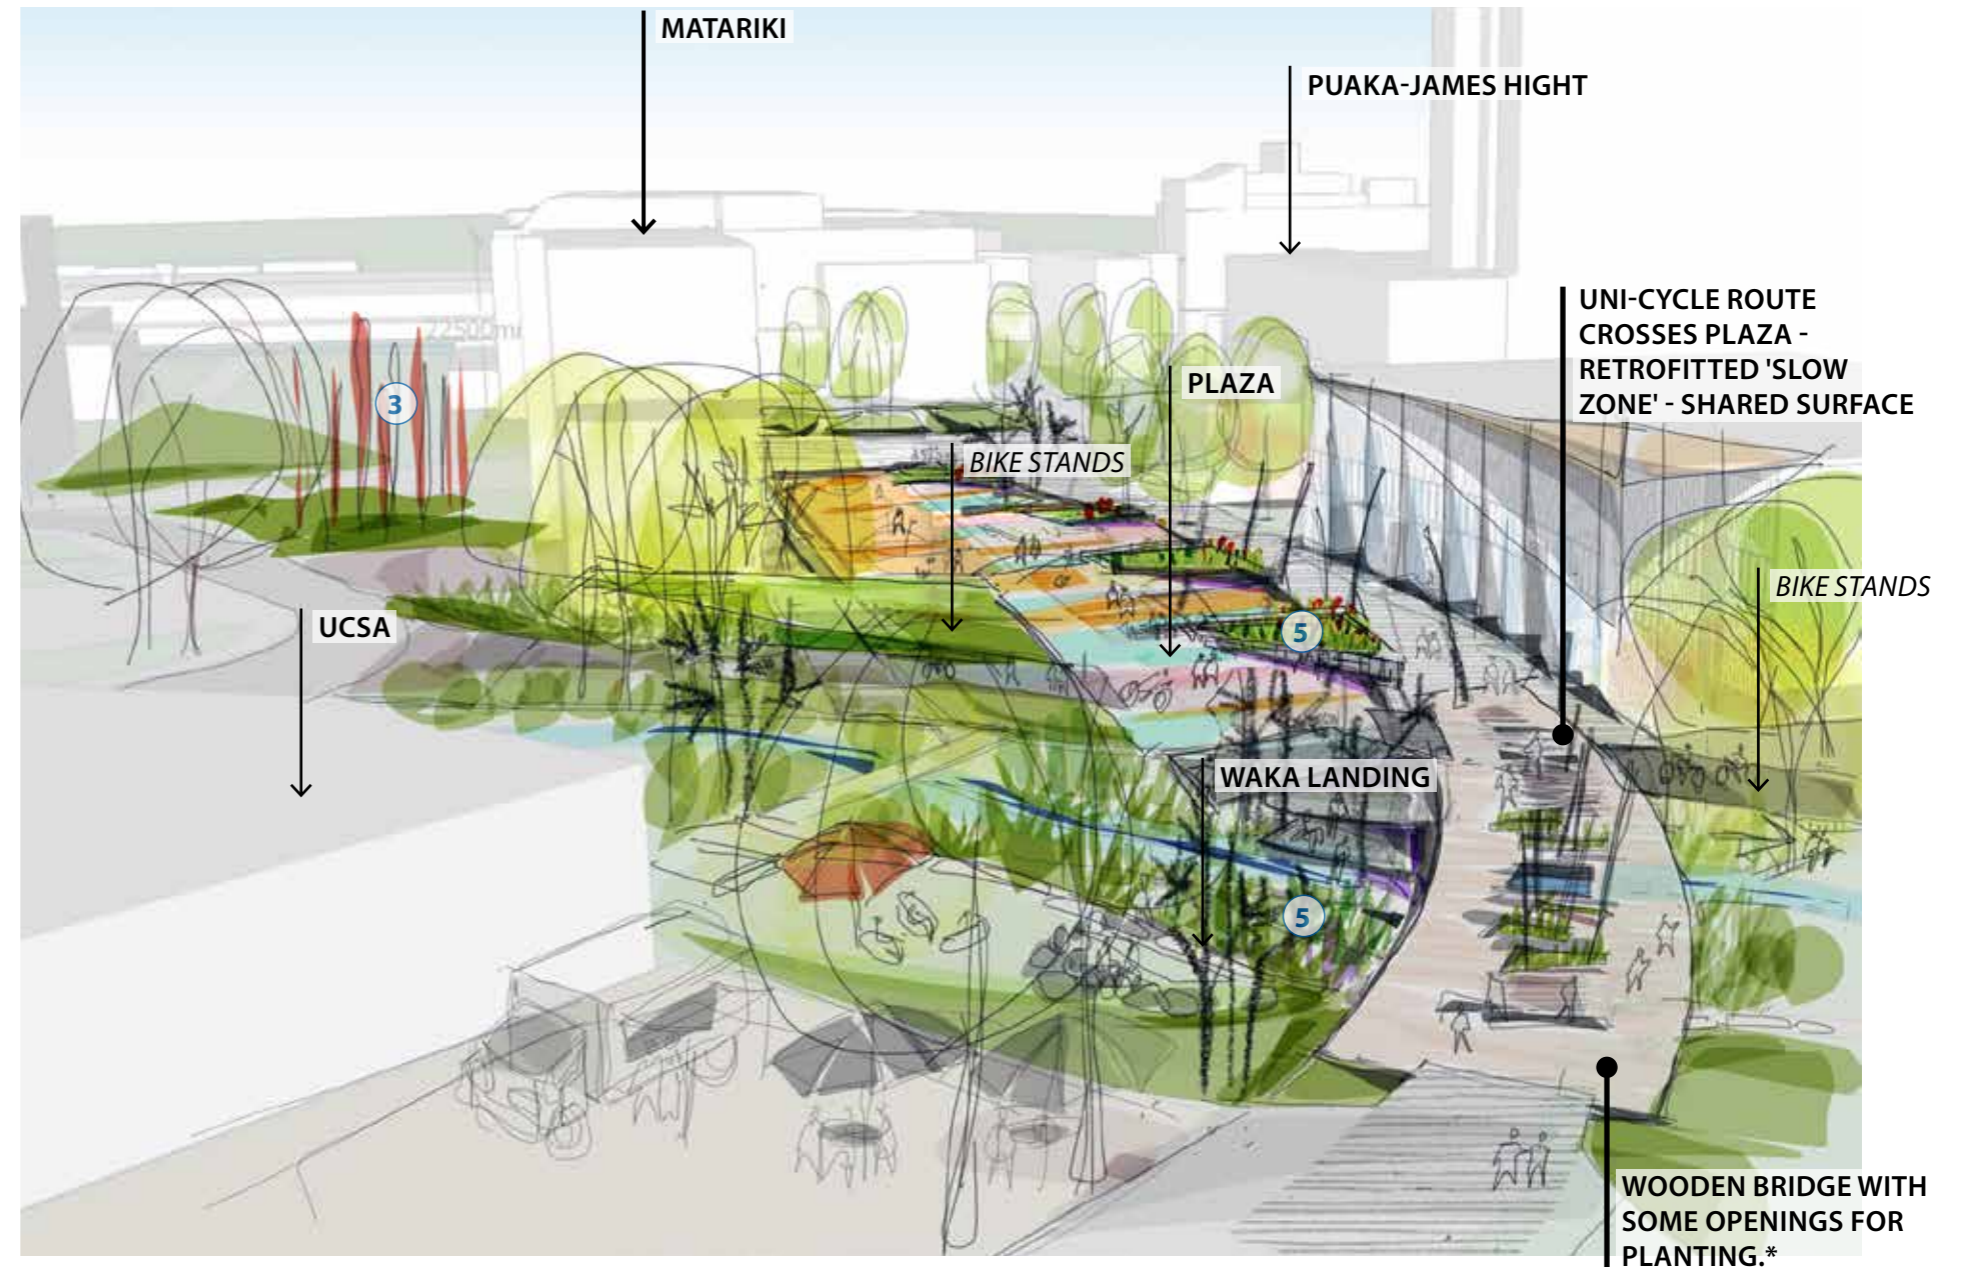 MATARIKI
PUAKA-JAMES HIGHT
UNI-CYCLE ROUTE
CROSSES PLAZA -
RETROFITTED 'SLOW
ZONE' - SHARED SURFACE
3
PLAZA
BIKE STANDS
BIKE STANDS
UCSA
5
WAKA LANDING
5
WOODEN BRIDGE WITH
SOME OPENINGS FOR
PLANTING.*